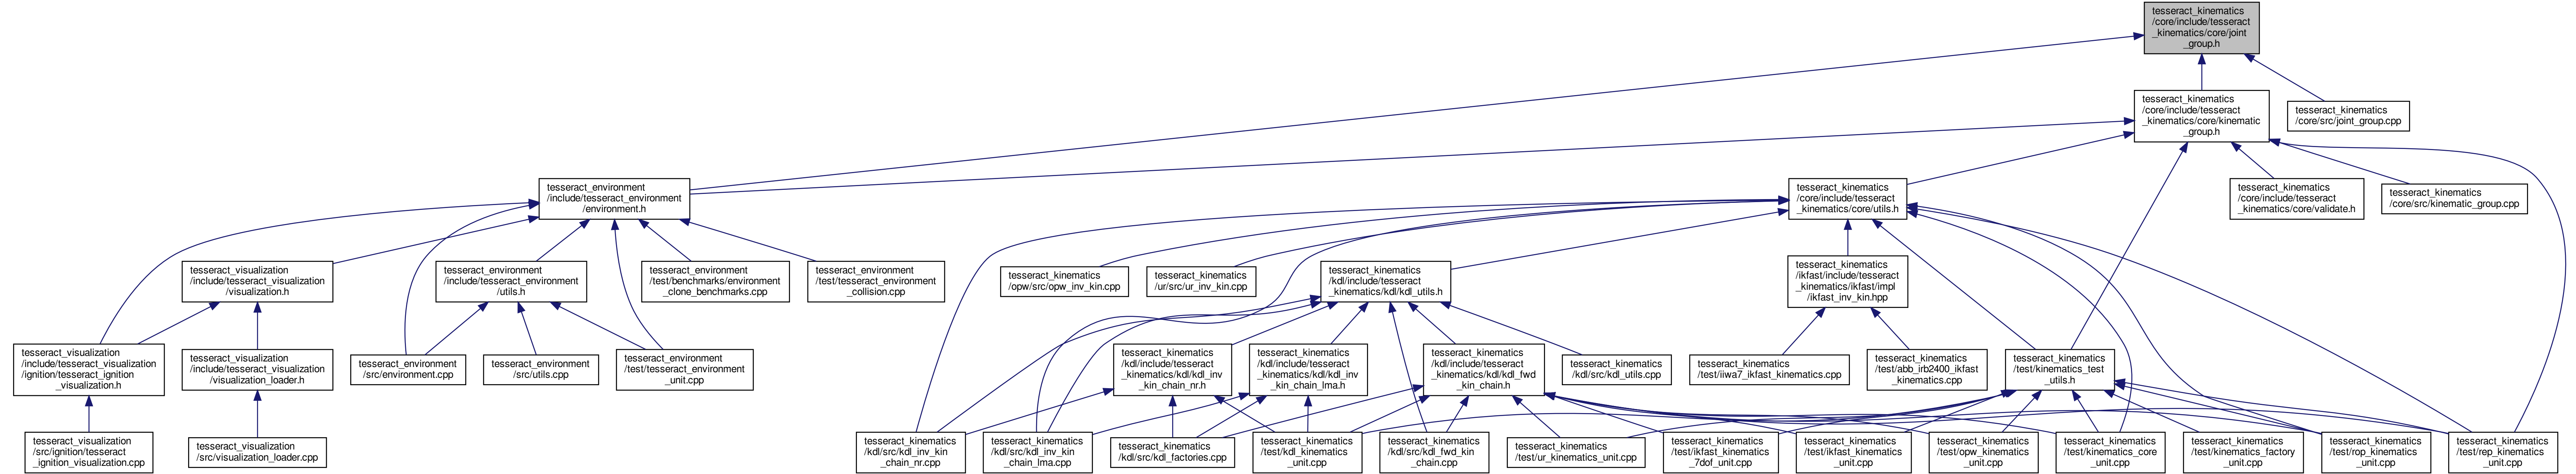 tesseract_kinematics
/core/include/tesseract
_kinematics/core/joint
_group.h
tesseract_kinematics
/core/include/tesseract
_kinematics/core/kinematic
_group.h
tesseract_kinematics
/core/src/joint_group.cpp
tesseract_environment
/include/tesseract_environment
/environment.h
tesseract_kinematics
/core/include/tesseract
_kinematics/core/utils.h
tesseract_kinematics
/core/include/tesseract
_kinematics/core/validate.h
tesseract_kinematics
/core/src/kinematic_group.cpp
tesseract_visualization
/include/tesseract_visualization
/visualization.h
tesseract_environment
/include/tesseract_environment
/utils.h
tesseract_environment
/test/benchmarks/environment
_clone_benchmarks.cpp
tesseract_environment
/test/tesseract_environment
_collision.cpp
tesseract_kinematics
/opw/src/opw_inv_kin.cpp
tesseract_kinematics
/ur/src/ur_inv_kin.cpp
tesseract_kinematics
/kdl/include/tesseract
_kinematics/kdl/kdl_utils.h
tesseract_kinematics
/ikfast/include/tesseract
_kinematics/ikfast/impl
/ikfast_inv_kin.hpp
tesseract_visualization
/include/tesseract_visualization
/ignition/tesseract_ignition
_visualization.h
tesseract_visualization
/include/tesseract_visualization
/visualization_loader.h
tesseract_environment
/src/environment.cpp
tesseract_environment
/src/utils.cpp
tesseract_environment
/test/tesseract_environment
_unit.cpp
tesseract_kinematics
/kdl/include/tesseract
_kinematics/kdl/kdl_inv
_kin_chain_nr.h
tesseract_kinematics
/kdl/include/tesseract
_kinematics/kdl/kdl_inv
_kin_chain_lma.h
tesseract_kinematics
/kdl/include/tesseract
_kinematics/kdl/kdl_fwd
_kin_chain.h
tesseract_kinematics
/kdl/src/kdl_utils.cpp
tesseract_kinematics
/test/iiwa7_ikfast_kinematics.cpp
tesseract_kinematics
/test/abb_irb2400_ikfast
_kinematics.cpp
tesseract_kinematics
/test/kinematics_test
_utils.h
tesseract_visualization
/src/ignition/tesseract
_ignition_visualization.cpp
tesseract_visualization
/src/visualization_loader.cpp
tesseract_kinematics
/kdl/src/kdl_inv_kin
_chain_nr.cpp
tesseract_kinematics
/kdl/src/kdl_inv_kin
_chain_lma.cpp
tesseract_kinematics
/kdl/src/kdl_factories.cpp
tesseract_kinematics
/test/kdl_kinematics
_unit.cpp
tesseract_kinematics
/kdl/src/kdl_fwd_kin
_chain.cpp
tesseract_kinematics
/test/ur_kinematics_unit.cpp
tesseract_kinematics
/test/ikfast_kinematics
_7dof_unit.cpp
tesseract_kinematics
/test/ikfast_kinematics
_unit.cpp
tesseract_kinematics
/test/opw_kinematics
_unit.cpp
tesseract_kinematics
/test/kinematics_core
_unit.cpp
tesseract_kinematics
/test/kinematics_factory
_unit.cpp
tesseract_kinematics
/test/rop_kinematics
_unit.cpp
tesseract_kinematics
/test/rep_kinematics
_unit.cpp